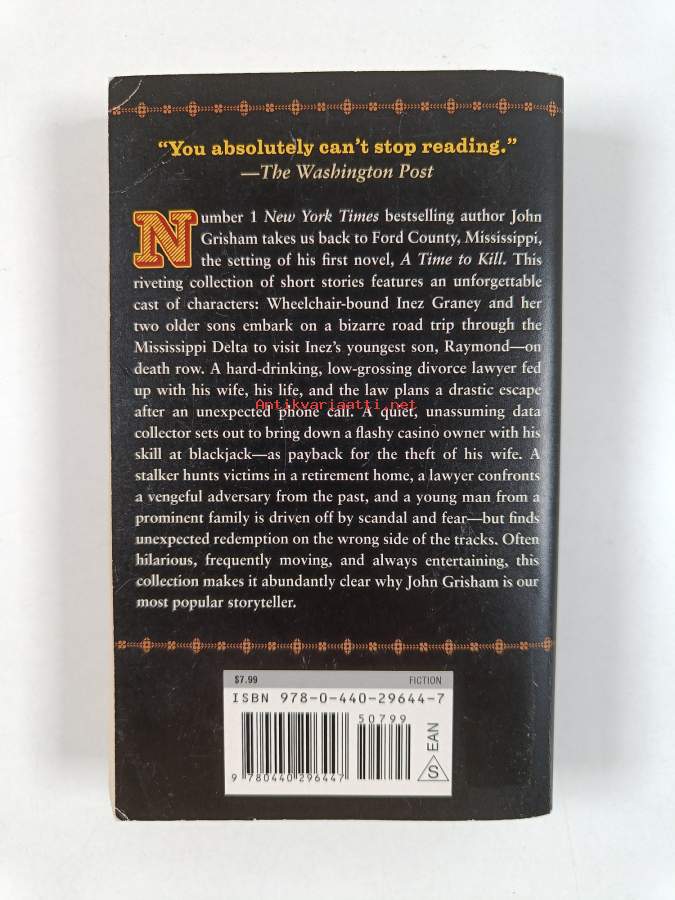 “You absolutely can’t stop reading.”
—The Washington Post
Number 1 New York Times bestselling author John
Grisham takes us back to Ford County, Mississippi,
the setting of his first novel, A Time to Kill. This
riveting collection of short stories features an unforgettable
cast of characters: Wheelchair-bound Inez Graney and her
two older sons embark on a bizarre road trip through the
Mississippi Delta to visit Inez’s youngest son, Raymond—on
death row. A hard-drinking, low-grossing divorce lawyer fed
up with his wife, his life, and the law plans a drastic escape
Antikvariaatti.net
after an unexpected phone call. A quiet, unassuming data
collector sets out to bring down a flashy casino owner with his
skill at blackjack—as payback for the theft of his wife. A
stalker hunts victims in a retirement home, a lawyer confronts
a vengeful adversary from the past, and a young man from a
prominent family is driven off by scandal and fear—but finds
unexpected redemption on the wrong side of the tracks. Often
hilarious, frequently moving, and always entertaining, this
collection makes it abundantly clear why John Grisham is our
most popular storyteller.
$7.99 FICTION
ISBN 978-0-440-29644-7
50799
9 780440 296447
S EAN